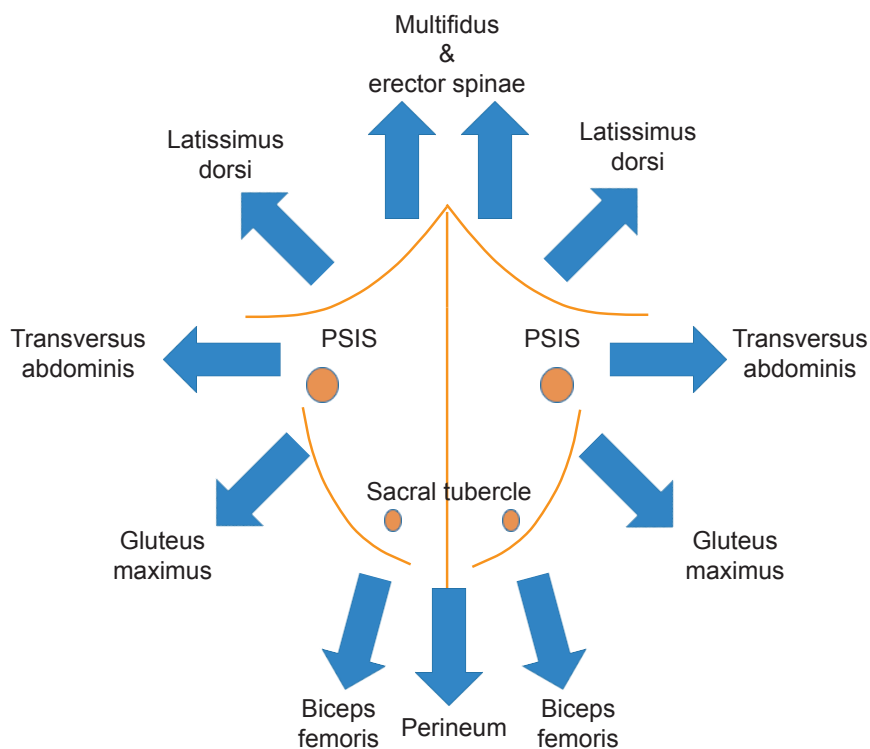 Multifidus
&
erector spinae
Latissimus
dorsi
Latissimus
dorsi
Transversus
abdominis
PSIS
PSIS
Transversus
abdominis
Sacral tubercle
Gluteus
maximus
Gluteus
maximus
Biceps
femoris
Perineum
Biceps
femoris